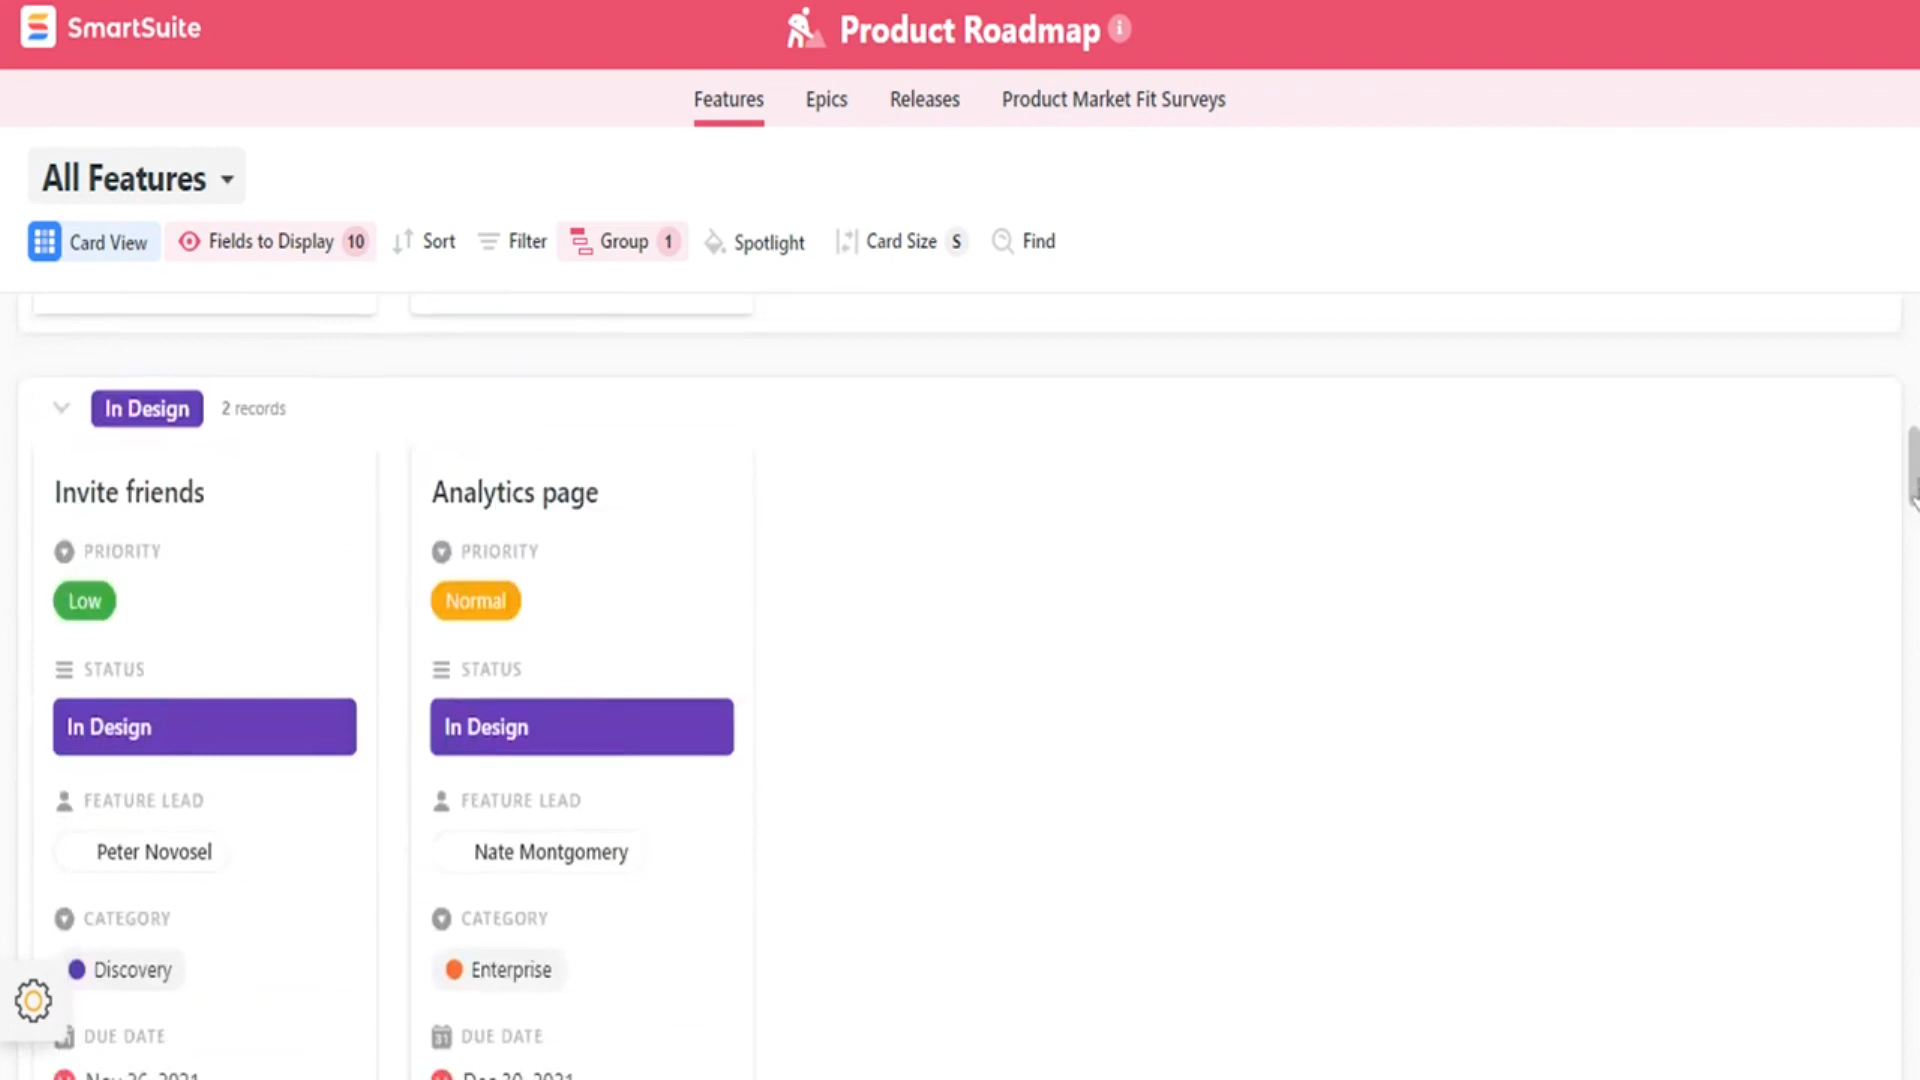 SmartSuite
Product Roadmap i
Features Epics Releases Product Market Fit Surveys
All Features
Card View Fields to Display 10 Sort Filter Group 1 Spotlight Card Size S Find
In Design 2 records
Invite friends Analytics page
PRIORITY PRIORITY
Low Normal
STATUS STATUS
In Design In Design
FEATURE LEAD FEATURE LEAD
Peter Novosel Nate Montgomery
CATEGORY CATEGORY
Discovery Enterprise
DUE DATE 31 DUE DATE
Nov 26, 2021 Dec 30, 2021